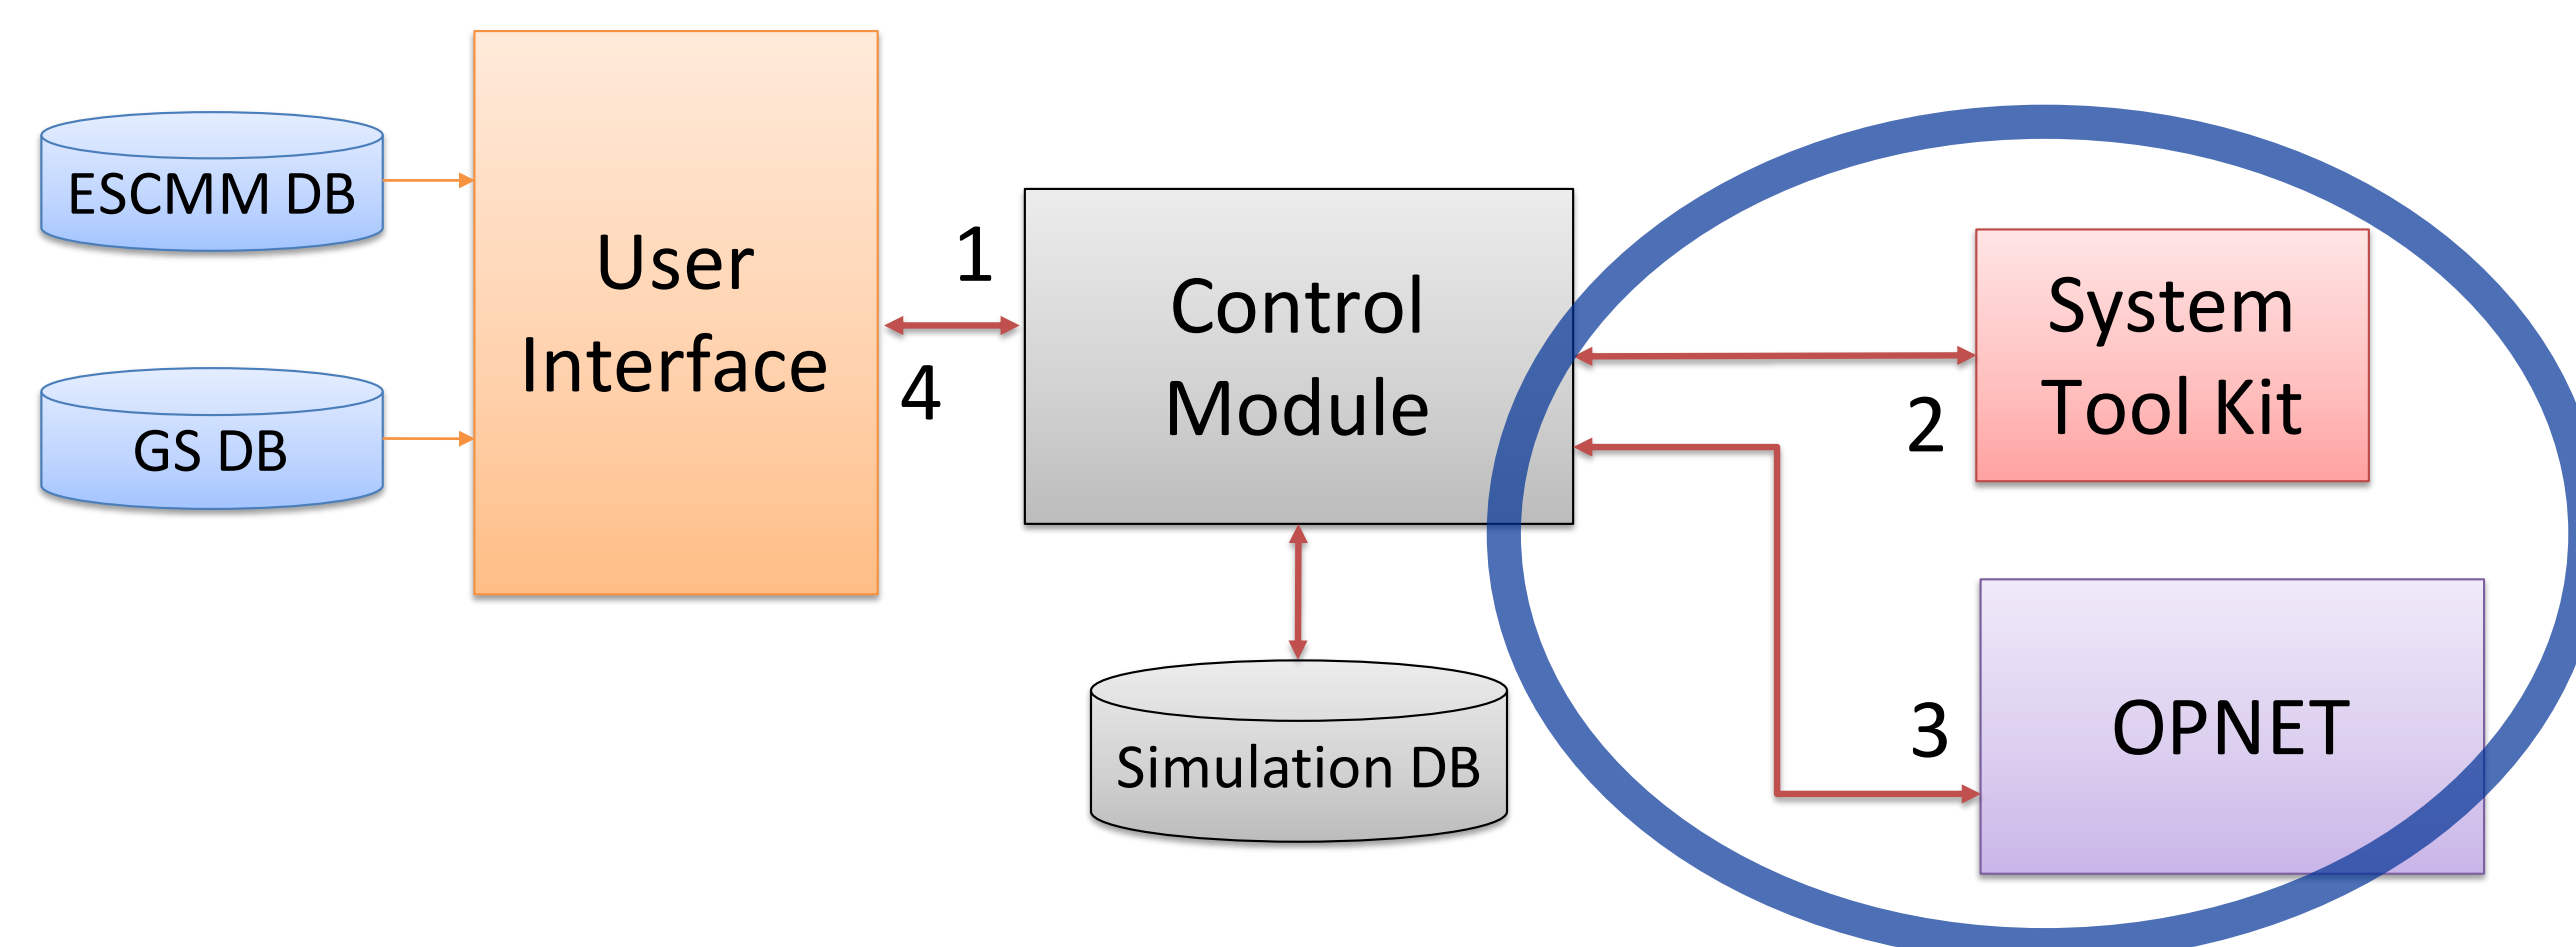 ESCMM DB
GS DB
User
Interface
1
4
Control
Module
Simulation DB
2
System
Tool Kit
3
OPNET